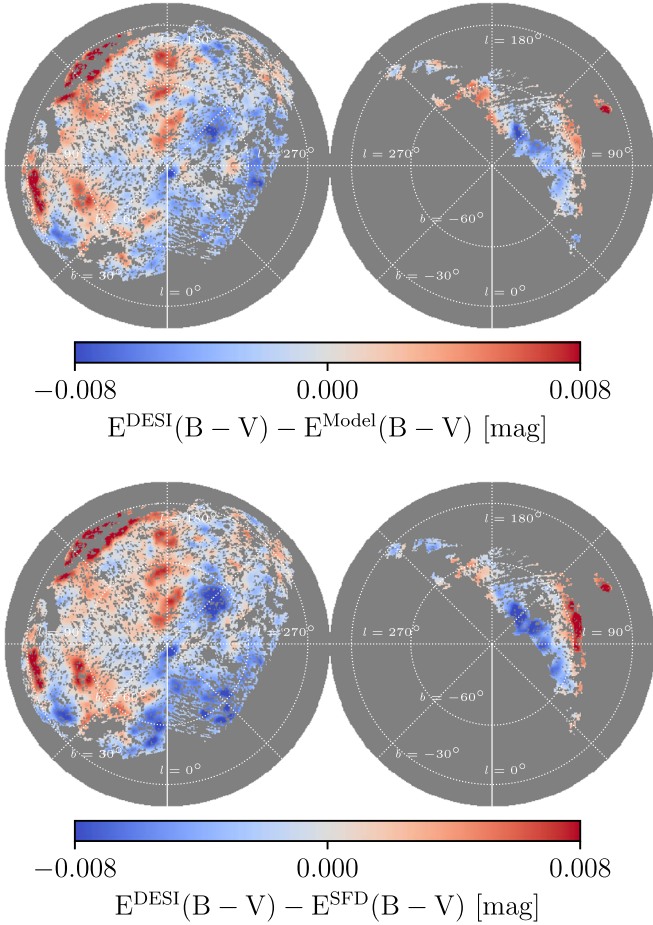 l = 180° l = 180°
l = 270° l = 270° l = 90°
b = −60°
b = 30° b = −30°
l = 0° l = 0°
−0.008 0.000 0.008
E^DESI(B − V) − E^Model(B − V) [mag]
l = 180° l = 180°
l = 270° l = 270° l = 90°
b = −60°
b = 30° b = −30°
l = 0° l = 0°
−0.008 0.000 0.008
E^DESI(B − V) − E^SFD(B − V) [mag]